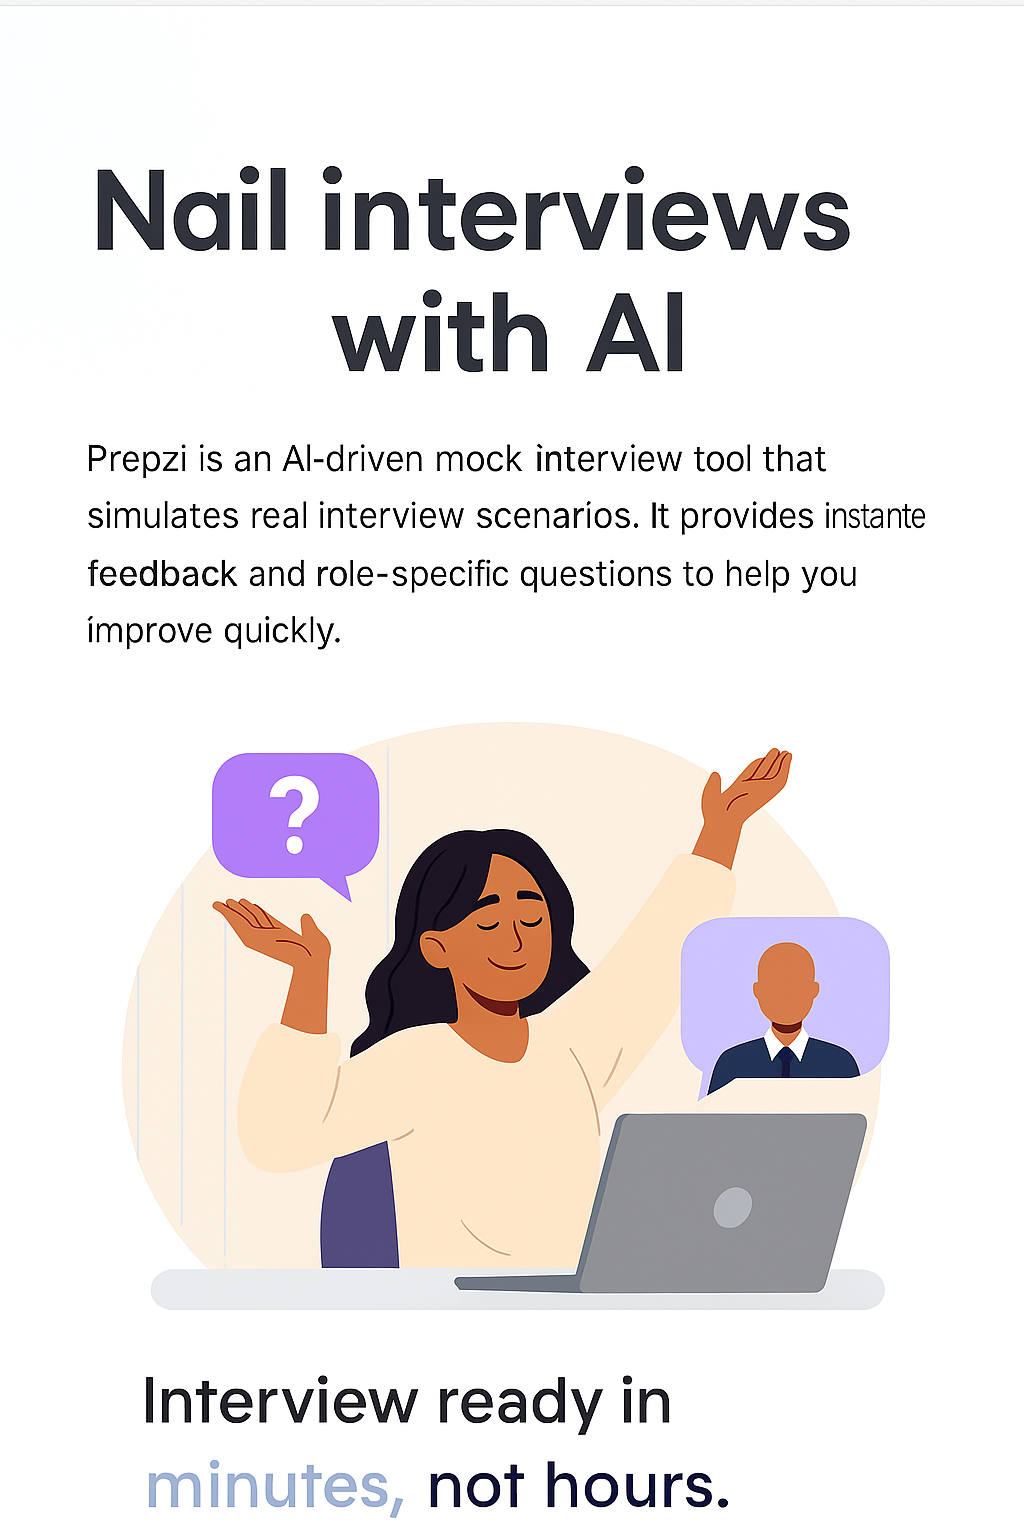 Nail interviews
with AI
Prepzi is an AI-driven mock interview tool that
simulates real interview scenarios. It provides instante
feedback and role-specific questions to help you
improve quickly.
?
Interview ready in
minutes, not hours.